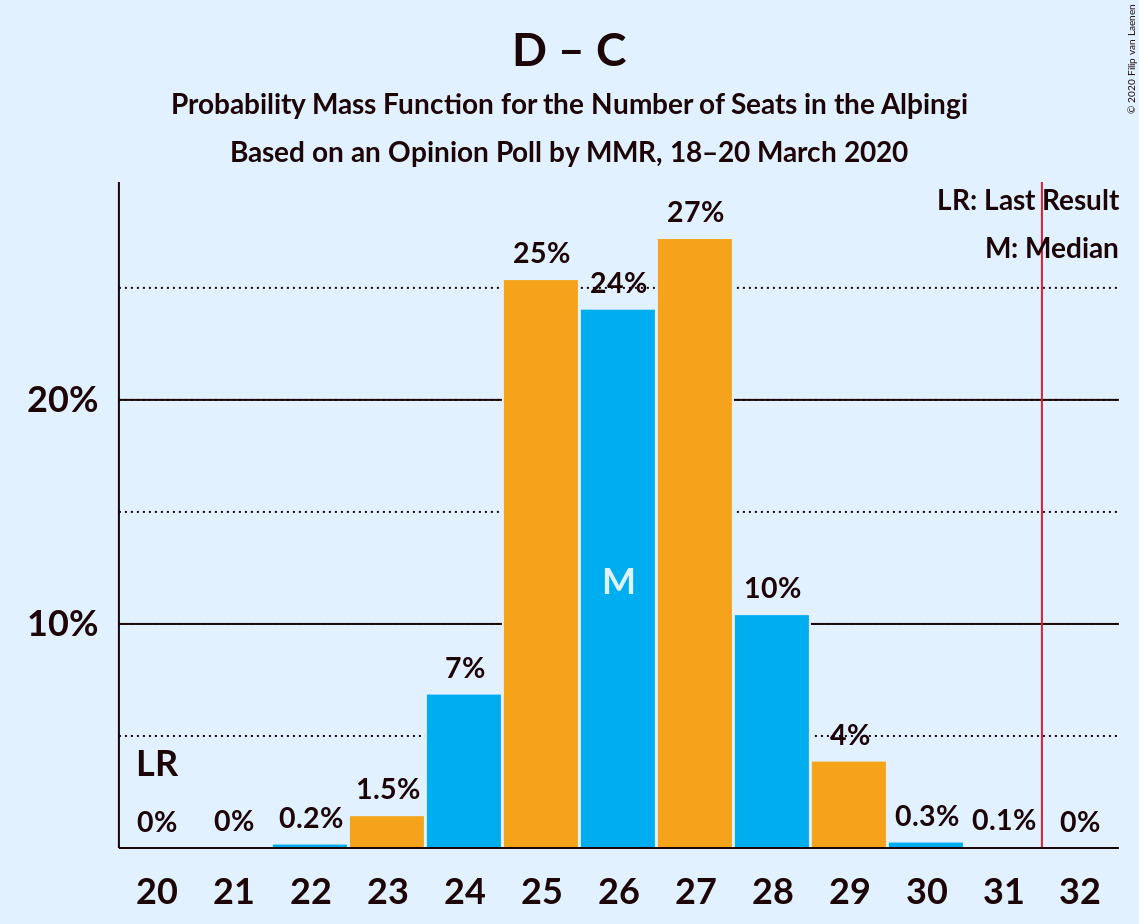 D – C
Probability Mass Function for the Number of Seats in the Alþingi
Based on an Opinion Poll by MMR, 18–20 March 2020
© 2020 Filip van Laenen
LR: Last Result
M: Median
27%
25%
24%
20%
M
10%
10%
7%
4%
LR
1.5%
0% 0% 0.2% 0.3% 0.1% 0%
20 21 22 23 24 25 26 27 28 29 30 31 32